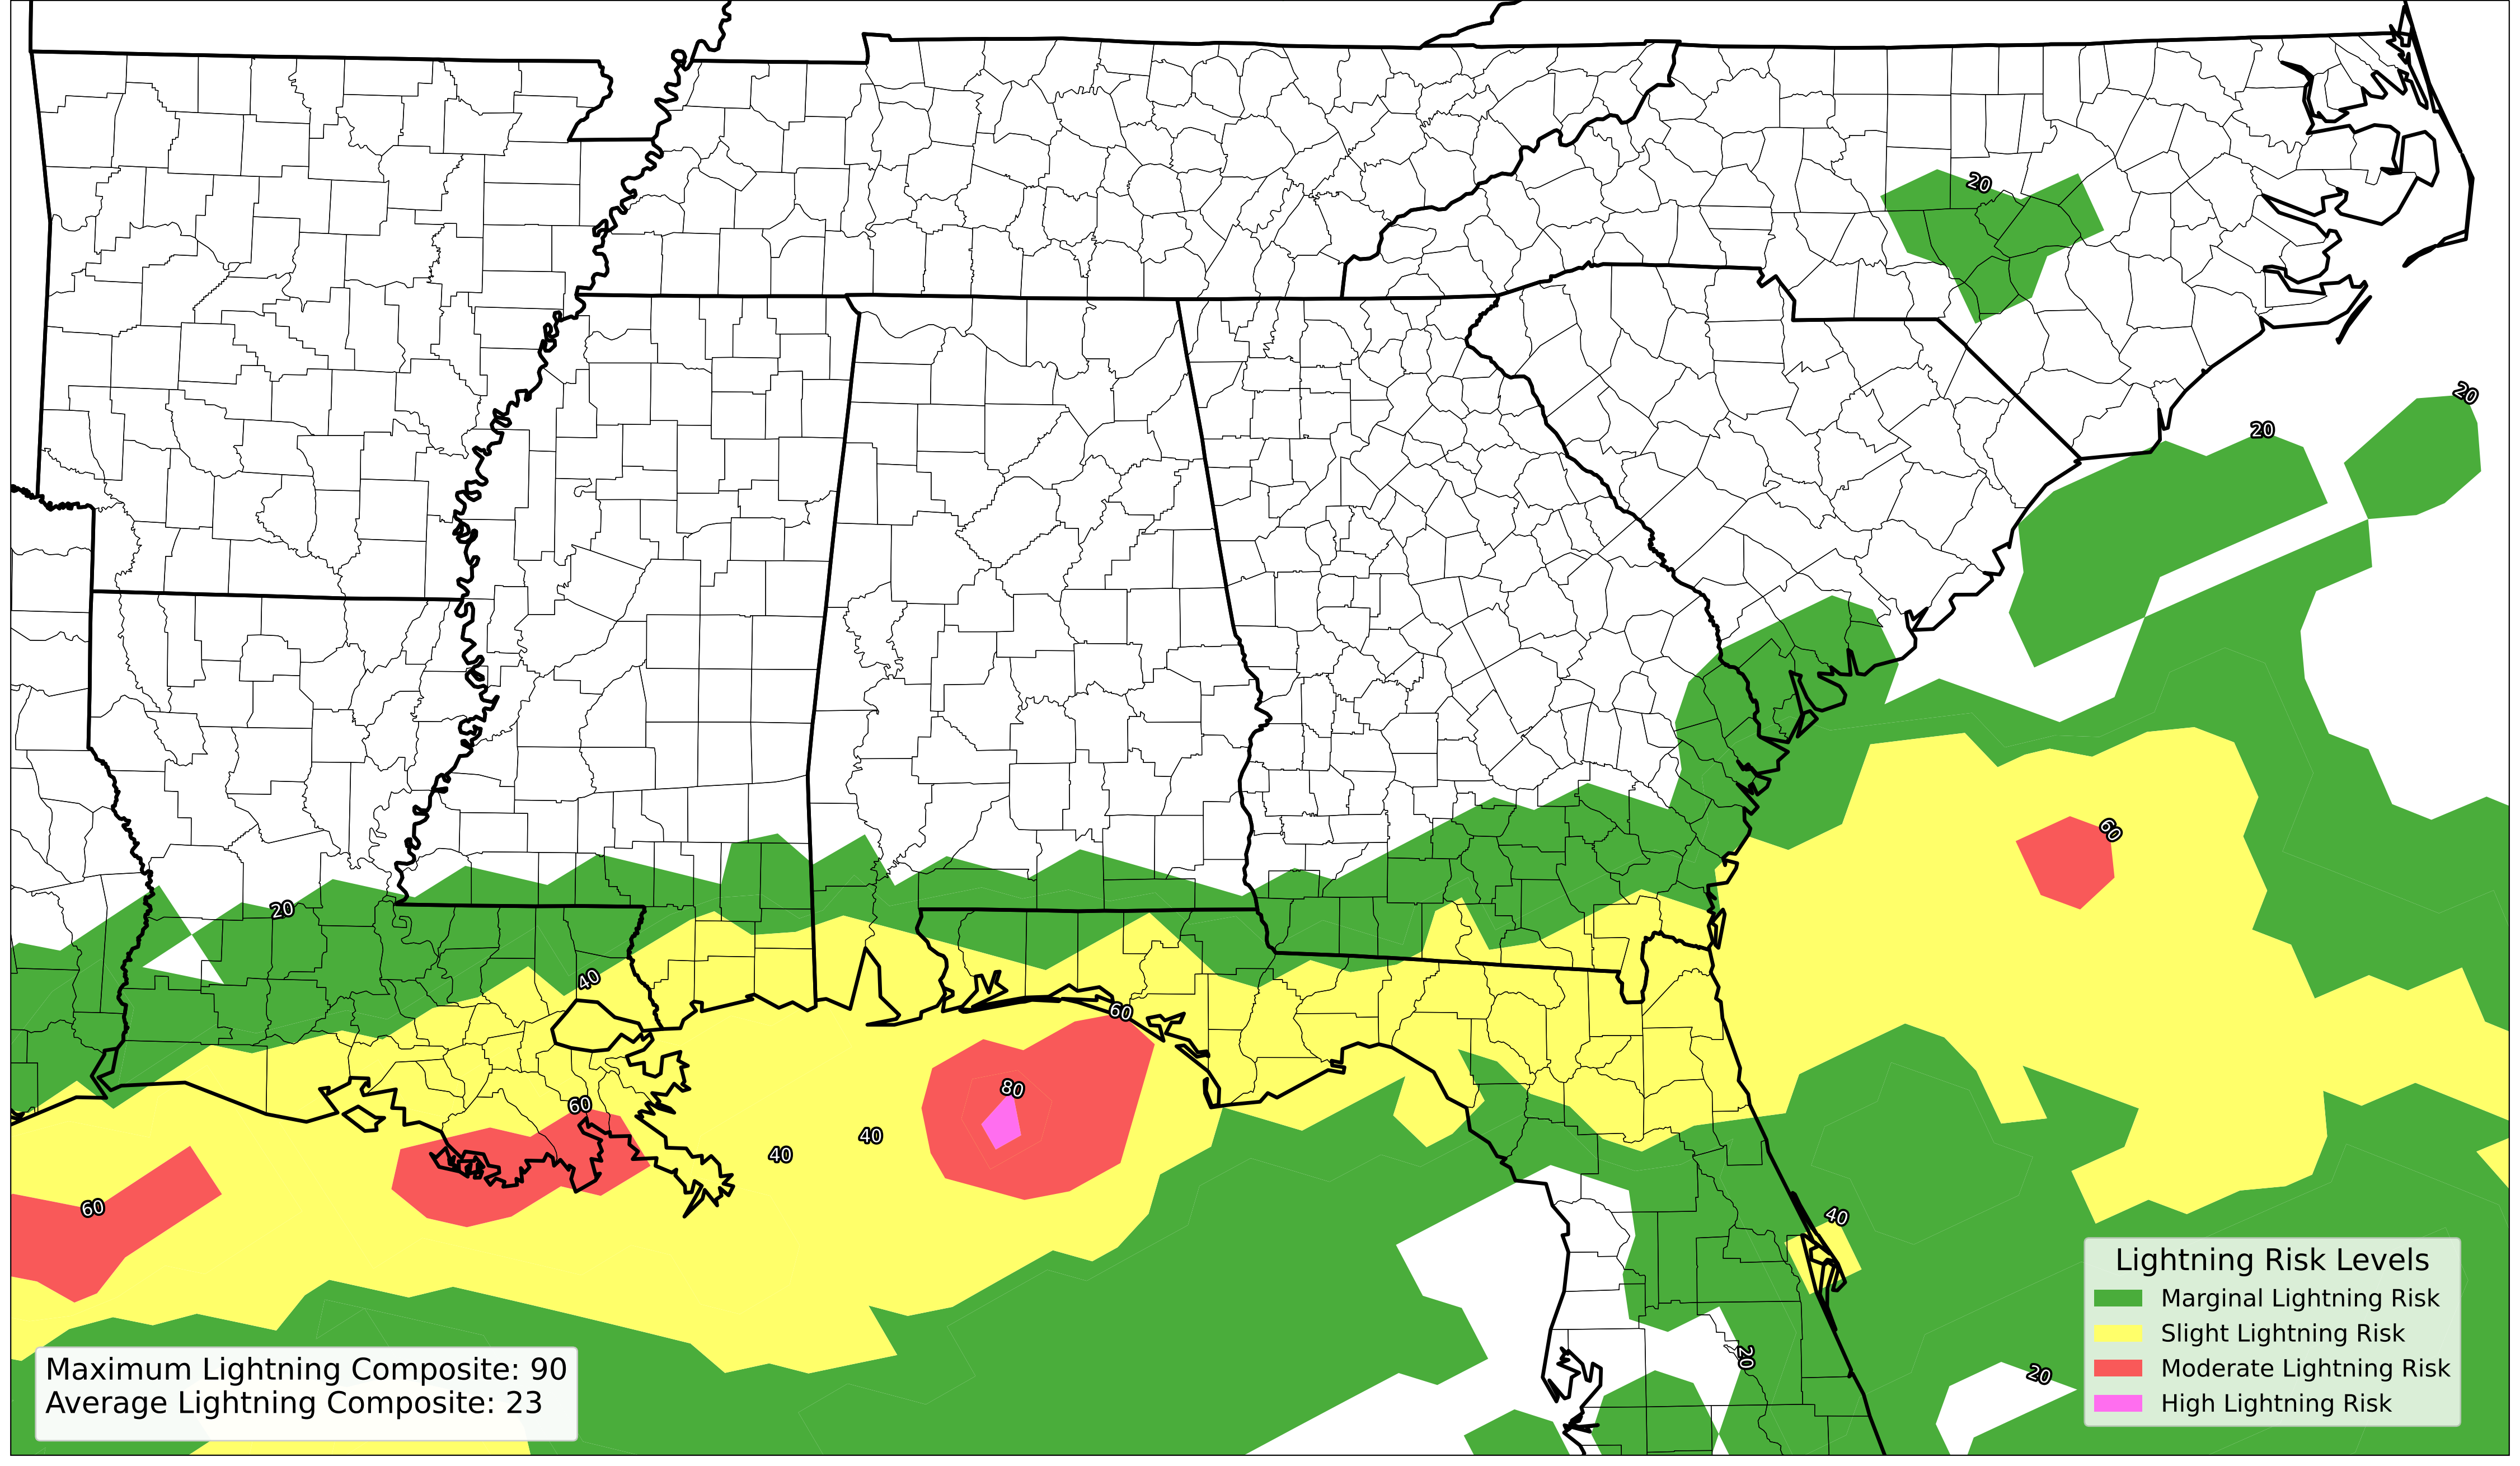 20
20
20
60
20
40
60
80
60
40
40
60
40
20
20
Lightning Risk Levels
Marginal Lightning Risk
Slight Lightning Risk
Moderate Lightning Risk
High Lightning Risk
Maximum Lightning Composite: 90
Average Lightning Composite: 23